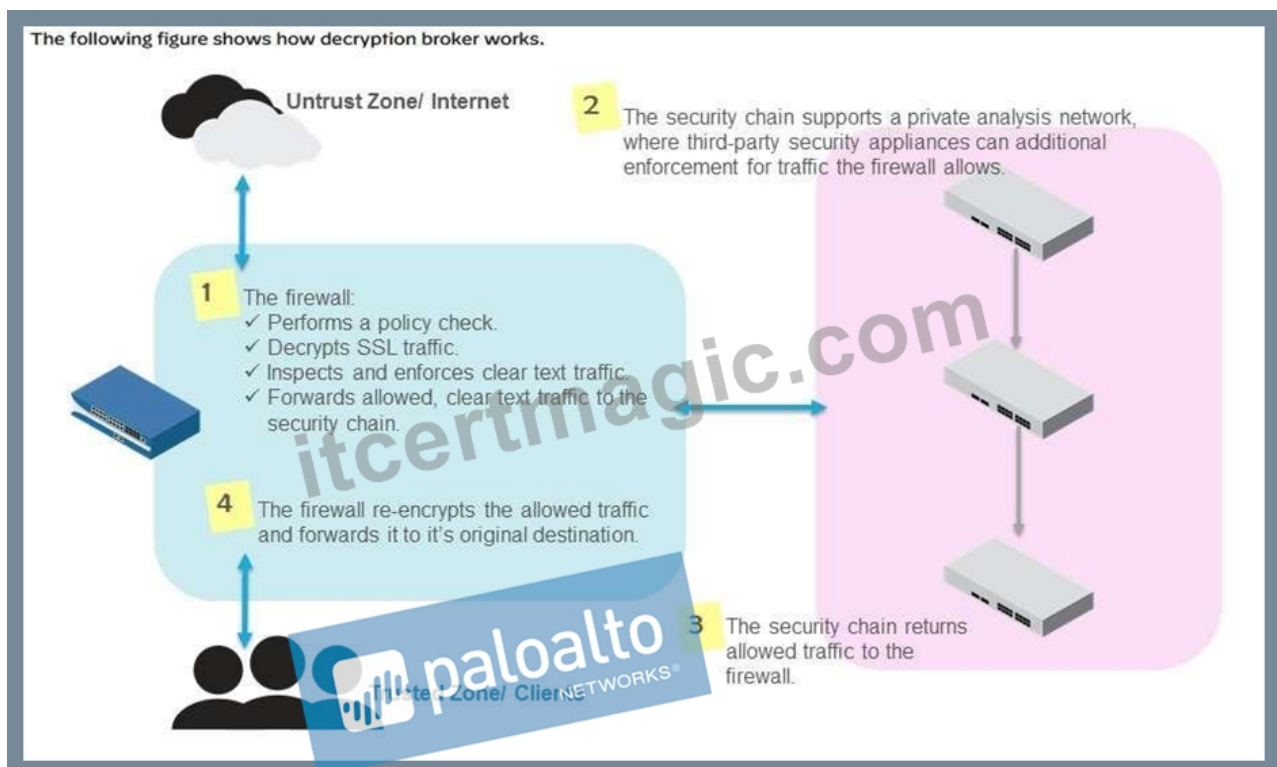 The following figure shows how decryption broker works.
Untrust Zone/ Internet
2
The security chain supports a private analysis network,
where third-party security appliances can additional
enforcement for traffic the firewall allows.
1
The firewall:
✓ Performs a policy check.
✓ Decrypts SSL traffic.
✓ Inspects and enforces clear text traffic.
✓ Forwards allowed, clear text traffic to the
security chain.
itcertmagic.com
4
The firewall re-encrypts the allowed traffic
and forwards it to it's original destination.
3
The security chain returns
allowed traffic to the
firewall.
paloalto
NETWORKS®
Trusted Zone/ Clients